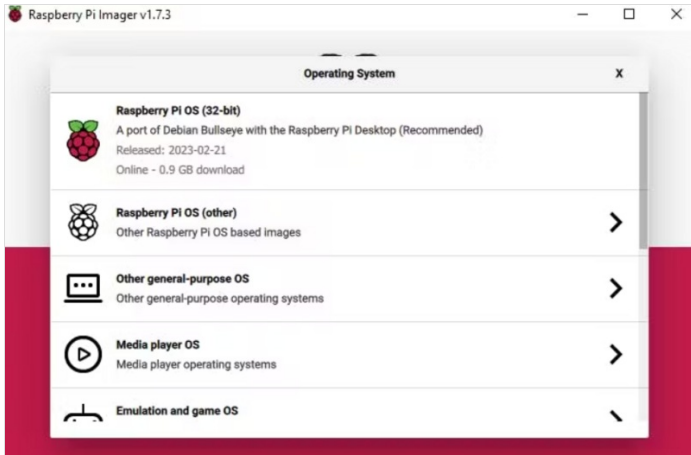 Raspberry Pi Imager v1.7.3
Operating System
X
Raspberry Pi OS (32-bit)
A port of Debian Bullseye with the Raspberry Pi Desktop (Recommended)
Released: 2023-02-21
Online - 0.9 GB download
Raspberry Pi OS (other)
Other Raspberry Pi OS based images
Other general-purpose OS
Other general-purpose operating systems
Media player OS
Media player operating systems
Emulation and game OS